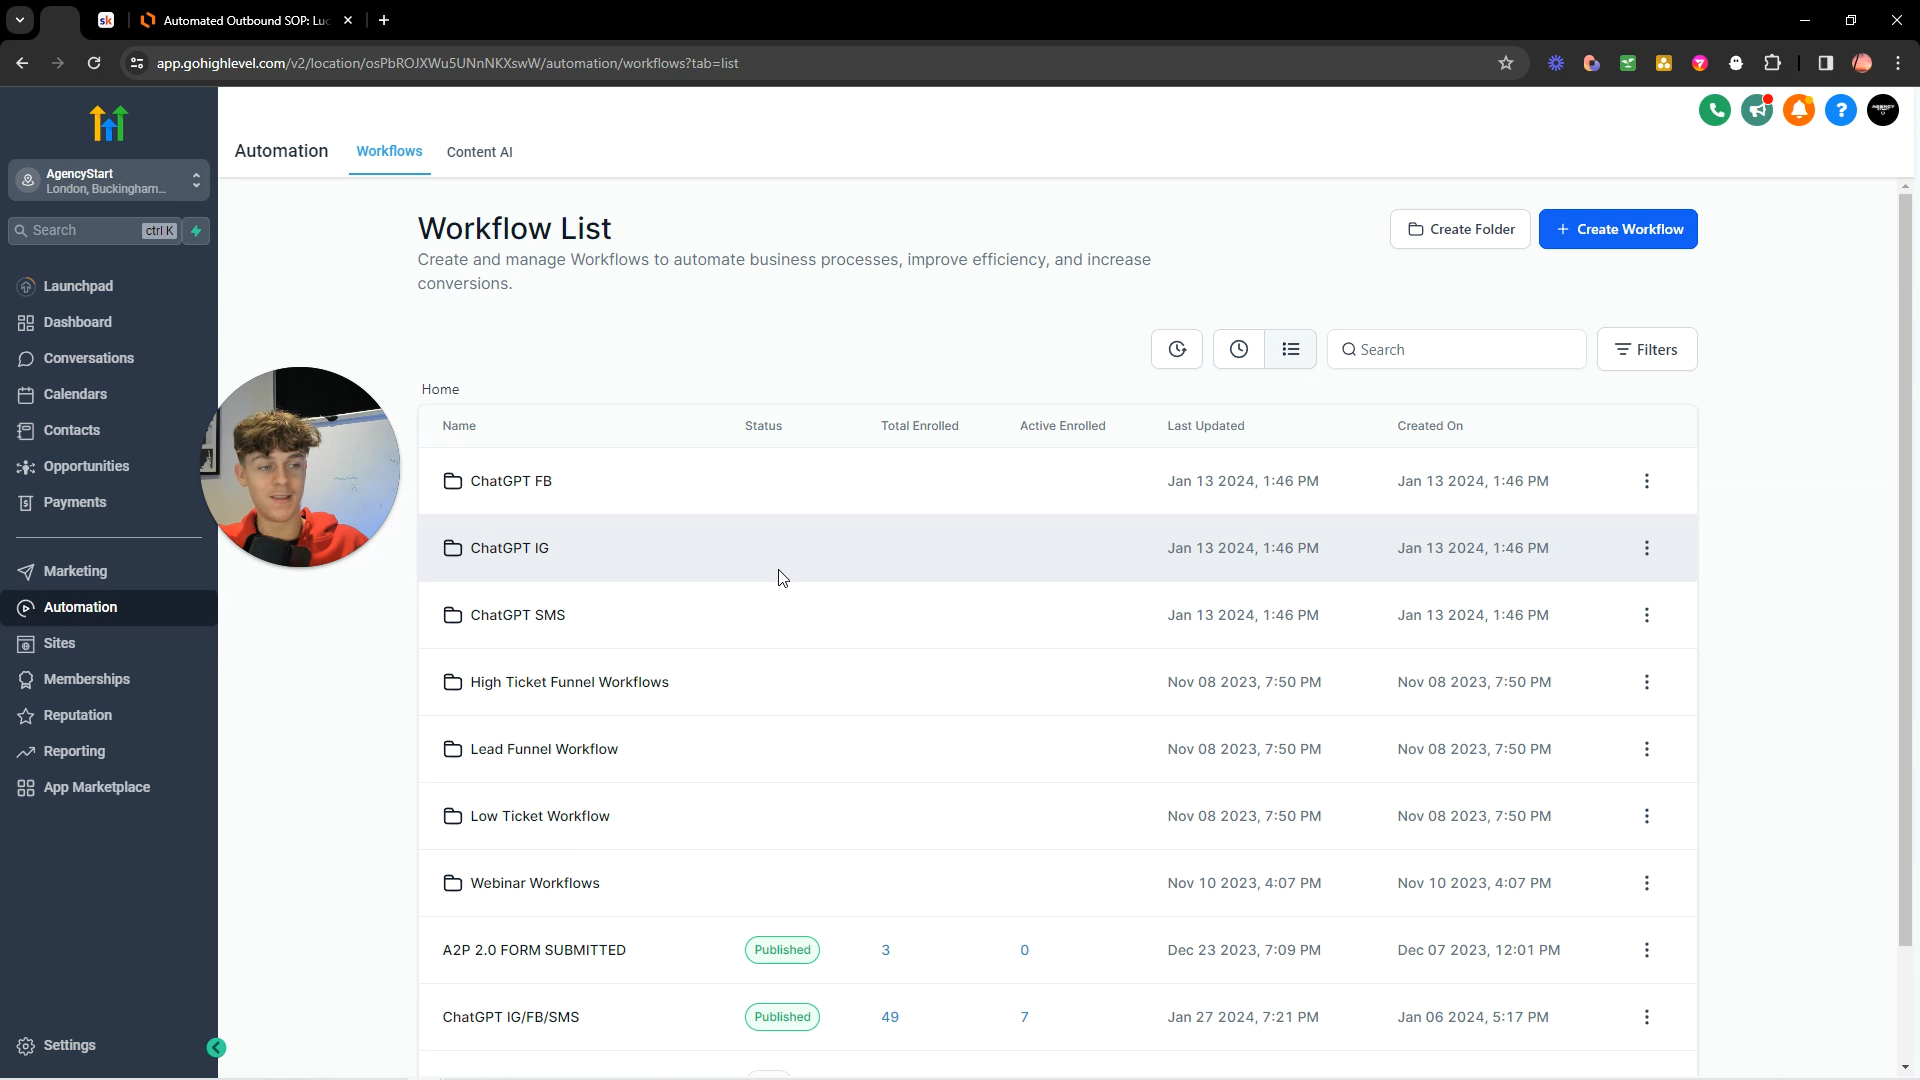 sk
Automated Outbound SOP: Luc
app.gohighlevel.com/v2/location/osPbROJXWu5UNnNKXswW/automation/workflows?tab=list
AgencyStart
London, Buckingham...
Search
ctrl K
Launchpad
Dashboard
Conversations
Calendars
Contacts
Opportunities
Payments
Marketing
Automation
Sites
Memberships
Reputation
Reporting
App Marketplace
Settings
Automation
Workflows
Content AI
Workflow List
Create and manage Workflows to automate business processes, improve efficiency, and increase
conversions.
Create Folder
+ Create Workflow
Search
Filters
Home
Name Status Total Enrolled Active Enrolled Last Updated Created On
ChatGPT FB Jan 13 2024, 1:46 PM Jan 13 2024, 1:46 PM
ChatGPT IG Jan 13 2024, 1:46 PM Jan 13 2024, 1:46 PM
ChatGPT SMS Jan 13 2024, 1:46 PM Jan 13 2024, 1:46 PM
High Ticket Funnel Workflows Nov 08 2023, 7:50 PM Nov 08 2023, 7:50 PM
Lead Funnel Workflow Nov 08 2023, 7:50 PM Nov 08 2023, 7:50 PM
Low Ticket Workflow Nov 08 2023, 7:50 PM Nov 08 2023, 7:50 PM
Webinar Workflows Nov 10 2023, 4:07 PM Nov 10 2023, 4:07 PM
A2P 2.0 FORM SUBMITTED Published 3 0 Dec 23 2023, 7:09 PM Dec 07 2023, 12:01 PM
ChatGPT IG/FB/SMS Published 49 7 Jan 27 2024, 7:21 PM Jan 06 2024, 5:17 PM